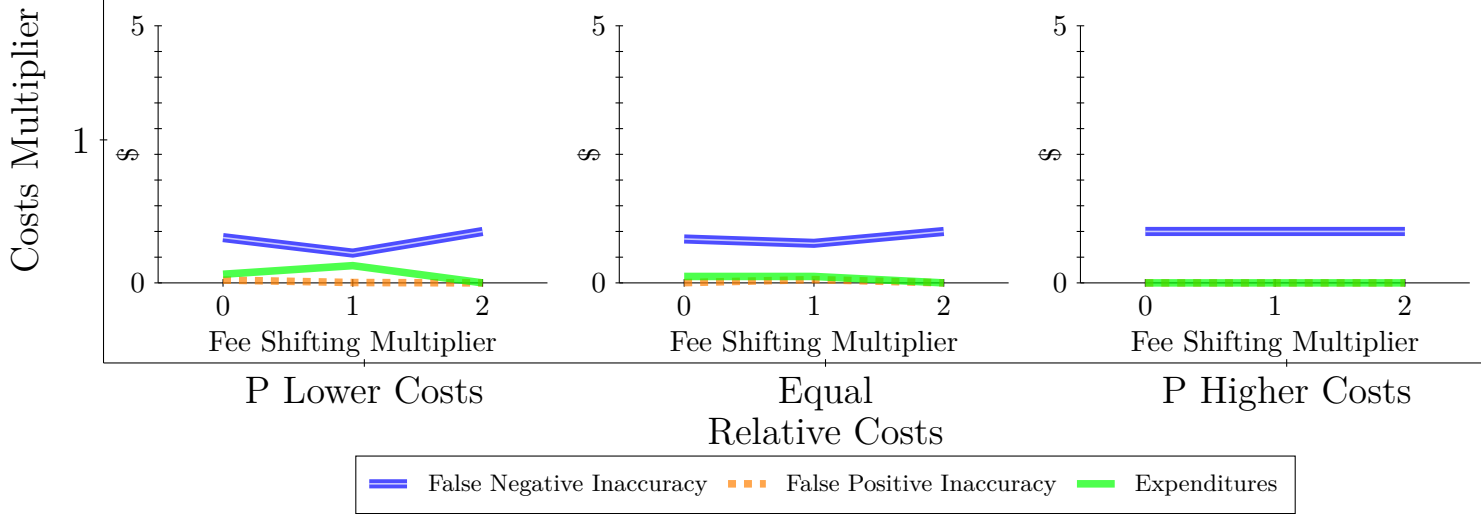 Costs Multiplier
1
5
$
0
0 1 2
Fee Shifting Multiplier
5
$
0
0 1 2
Fee Shifting Multiplier
5
$
0
0 1 2
Fee Shifting Multiplier
P Lower Costs
Equal
P Higher Costs
Relative Costs
False Negative Inaccuracy False Positive Inaccuracy Expenditures